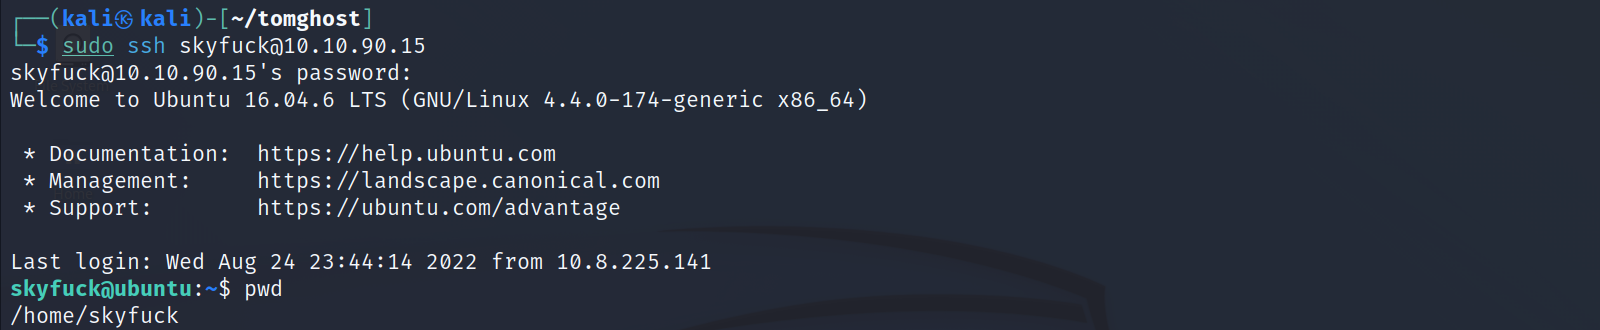 ┌──(kali㉿kali)-[~/tomghost]
└─$ sudo ssh skyfuck@10.10.90.15
skyfuck@10.10.90.15's password:
Welcome to Ubuntu 16.04.6 LTS (GNU/Linux 4.4.0-174-generic x86_64)
* Documentation:  https://help.ubuntu.com
* Management:     https://landscape.canonical.com
* Support:        https://ubuntu.com/advantage
Last login: Wed Aug 24 23:44:14 2022 from 10.8.225.141
skyfuck@ubuntu:~$ pwd
/home/skyfuck